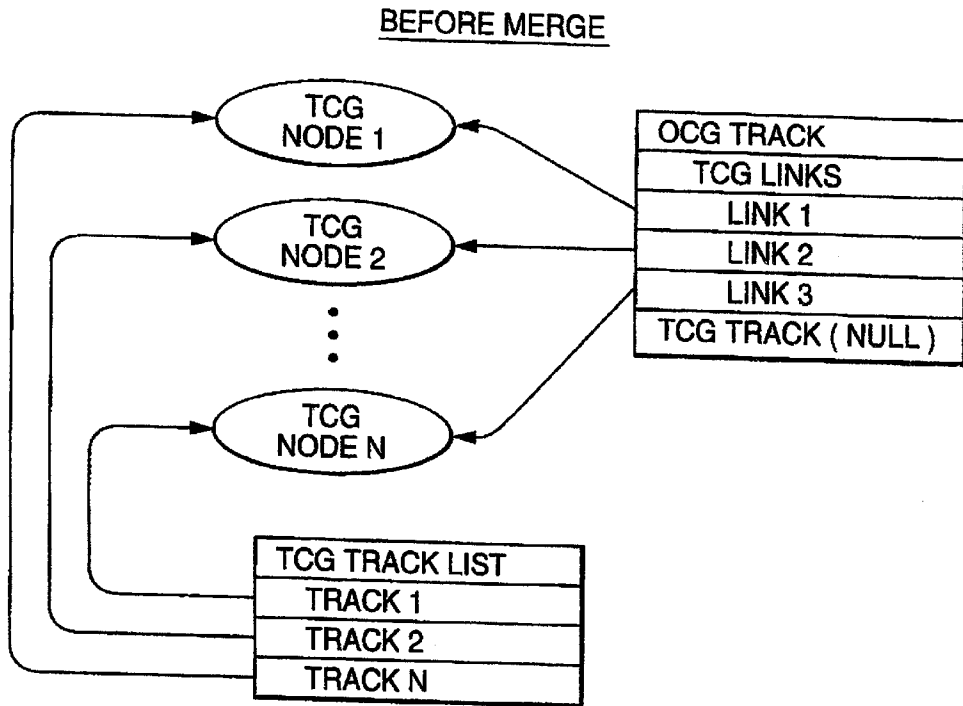 BEFORE MERGE
TCG
NODE 1
TCG
NODE 2
TCG
NODE N
OCG TRACK
TCG LINKS
LINK 1
LINK 2
LINK 3
TCG TRACK ( NULL )
TCG TRACK LIST
TRACK 1
TRACK 2
TRACK N